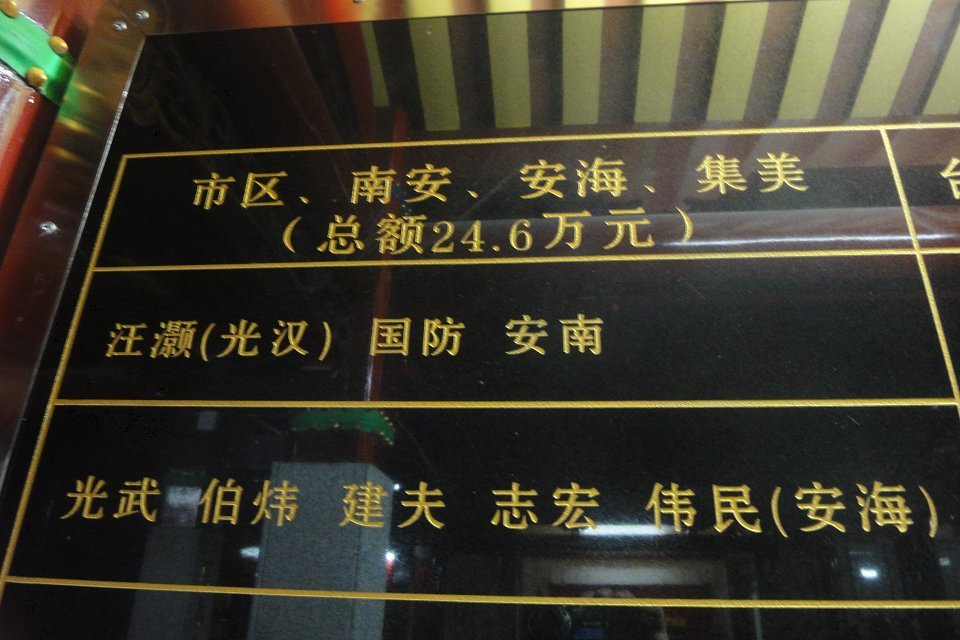 市区、南安、安海、集美
(总额24.6万元)
汪灏(光汉) 国防 安南
光武 伯炜 建夫 志宏 伟民(安海)